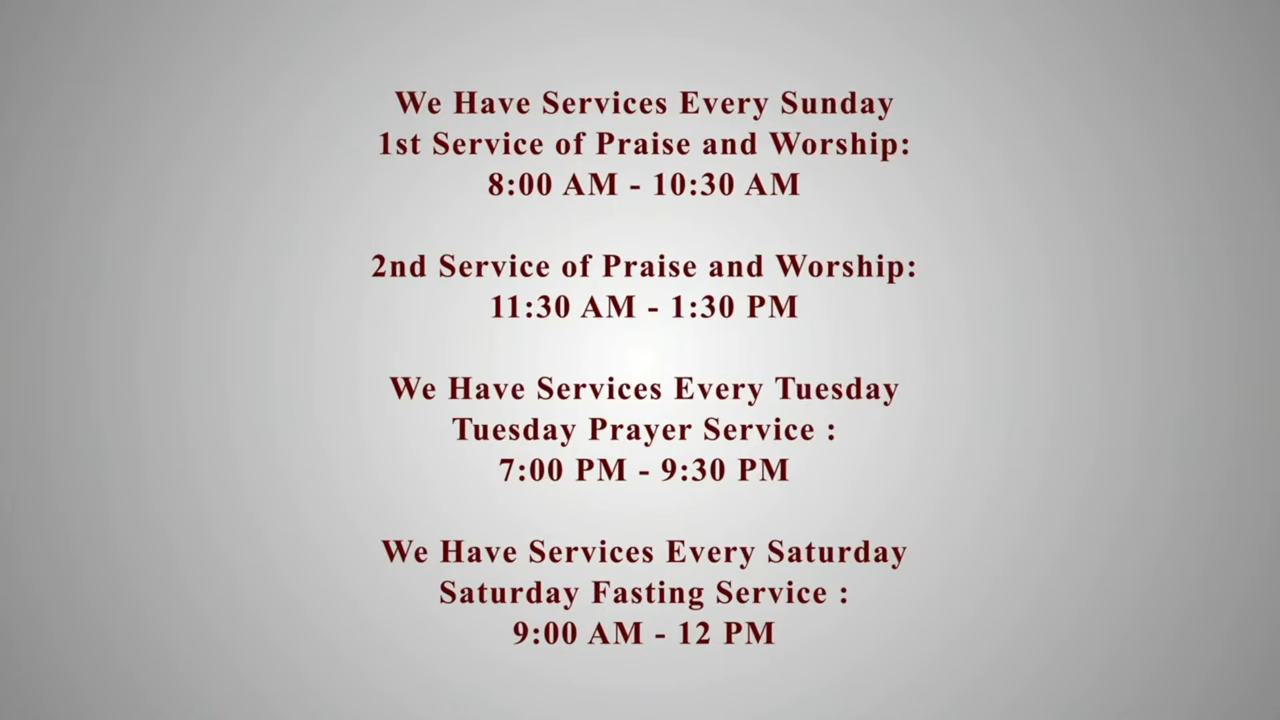 We Have Services Every Sunday
1st Service of Praise and Worship:
8:00 AM - 10:30 AM
2nd Service of Praise and Worship:
11:30 AM - 1:30 PM
We Have Services Every Tuesday
Tuesday Prayer Service :
7:00 PM - 9:30 PM
We Have Services Every Saturday
Saturday Fasting Service :
9:00 AM - 12 PM